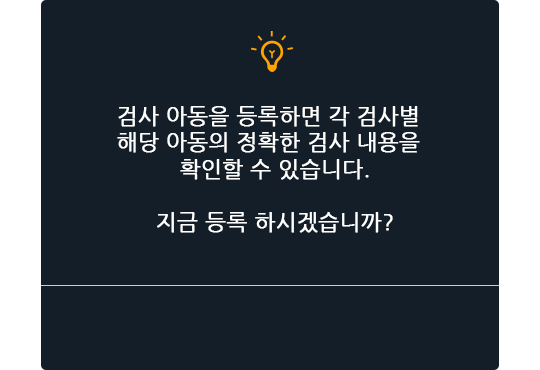 검사 아동을 등록하면 각 검사별
해당 아동의 정확한 검사 내용을
확인할 수 있습니다.
지금 등록 하시겠습니까?